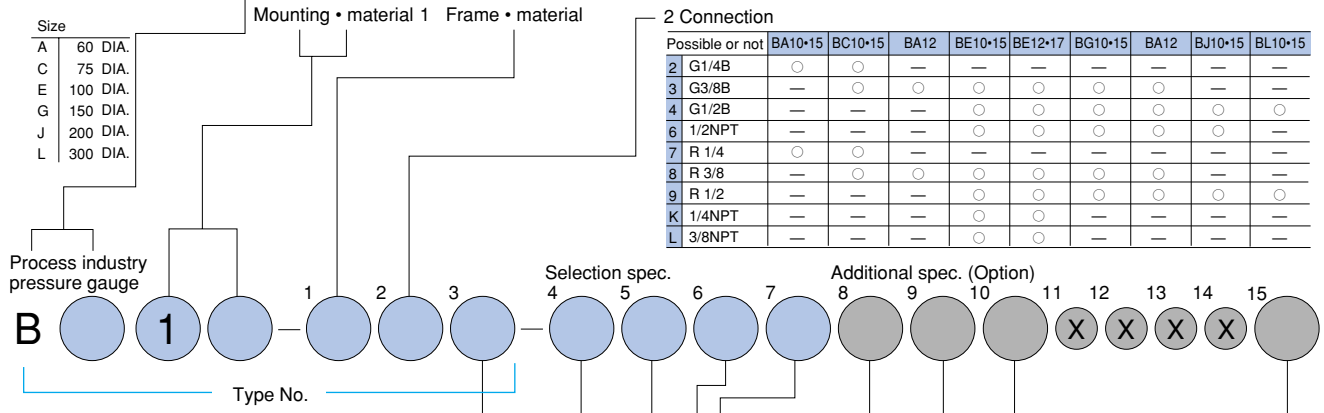 Mounting • material 1 Frame • material
2 Connection
Size
A 60 DIA.
C 75 DIA.
E 100 DIA.
G 150 DIA.
J 200 DIA.
L 300 DIA.
Possible or not BA10•15 BC10•15 BA12 BE10•15 BE12•17 BG10•15 BA12 BJ10•15 BL10•15
2 G1/4B ○ ○ — — — — — — —
3 G3/8B — ○ ○ ○ ○ ○ ○ — —
4 G1/2B — — — ○ ○ ○ ○ ○ ○
6 1/2NPT — — — ○ ○ ○ ○ ○ —
7 R 1/4 ○ ○ — — — — — — —
8 R 3/8 — ○ ○ ○ ○ ○ ○ — —
9 R 1/2 — — — ○ ○ ○ ○ ○ ○
K 1/4NPT — — — ○ ○ — — — —
L 3/8NPT — — — ○ ○ — — — —
Process industry
pressure gauge
Selection spec. Additional spec. (Option)
1 2 3 4 5 6 7 8 9 10 11 12 13 14 15
B 1 — — X X X X
Type No.